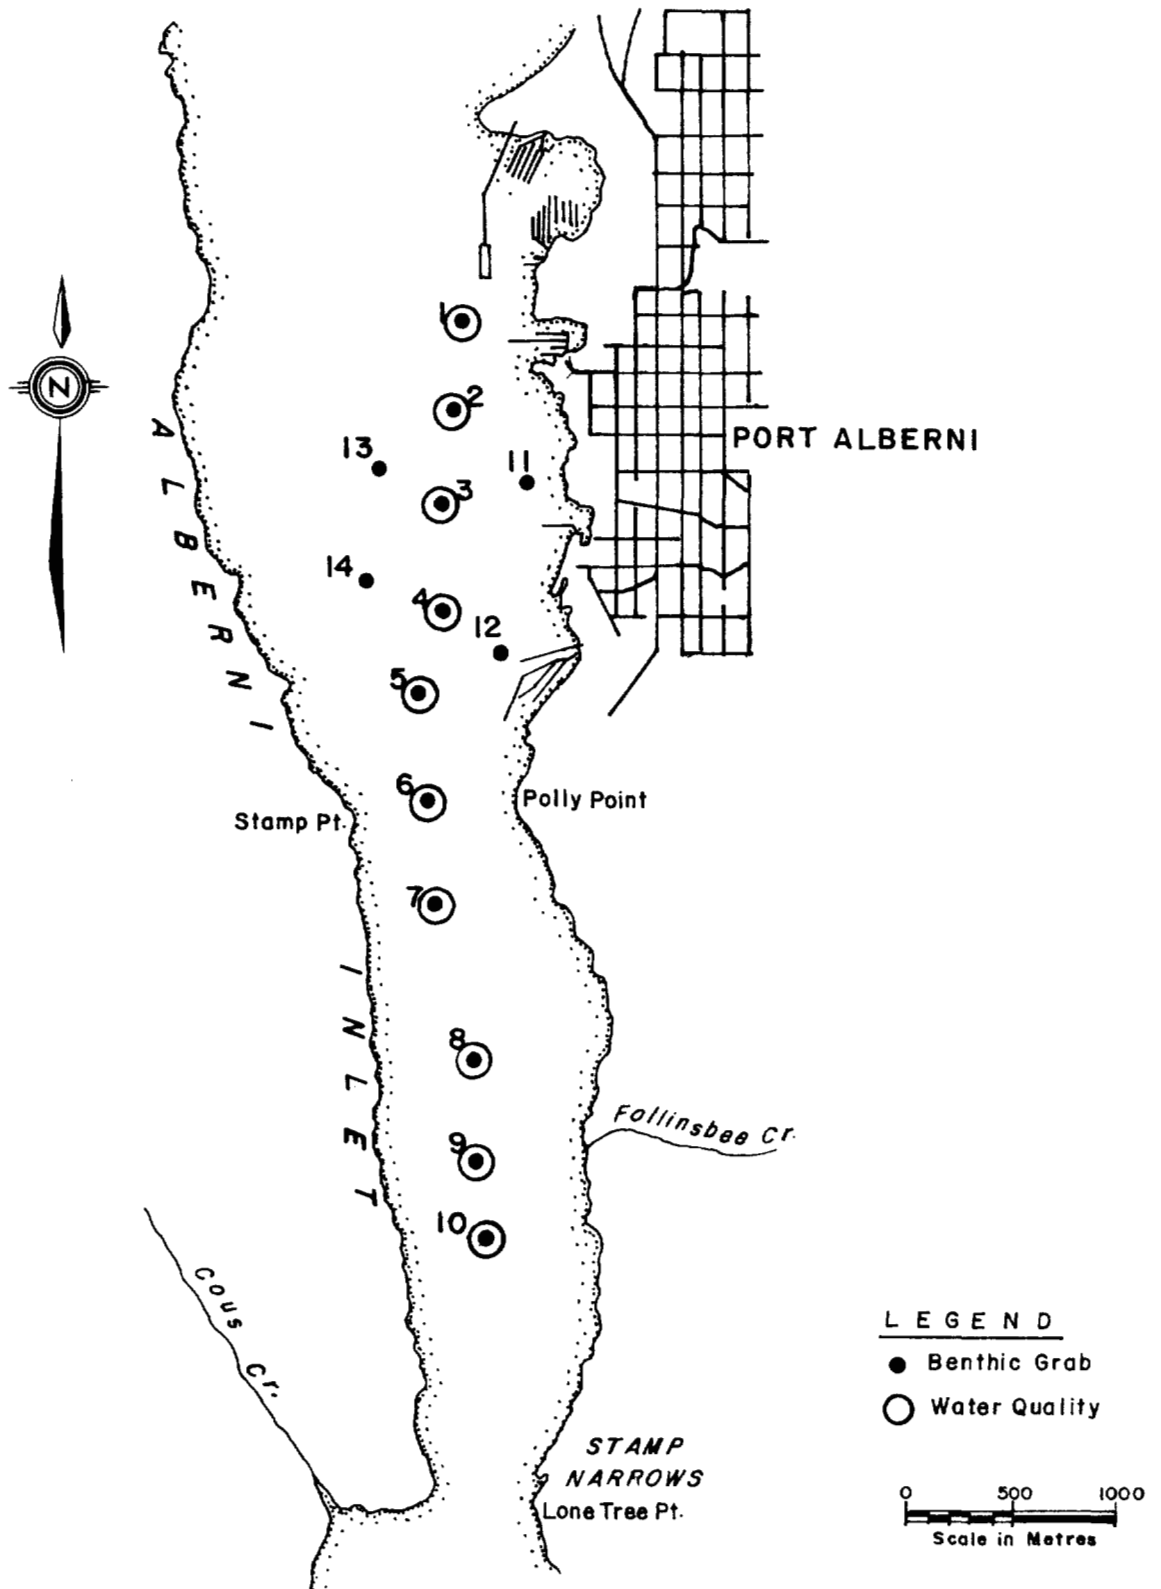 1
2
PORT ALBERNI
13
11
3
14
4
12
5
6
Polly Point
Stamp Pt.
7
8
Follinsbee Cr.
9
10
ALBERNI
INLET
Cous Cr.
N
LEGEND
Benthic Grab
Water Quality
STAMP
NARROWS
Lone Tree Pt.
0 500 1000
Scale in Metres